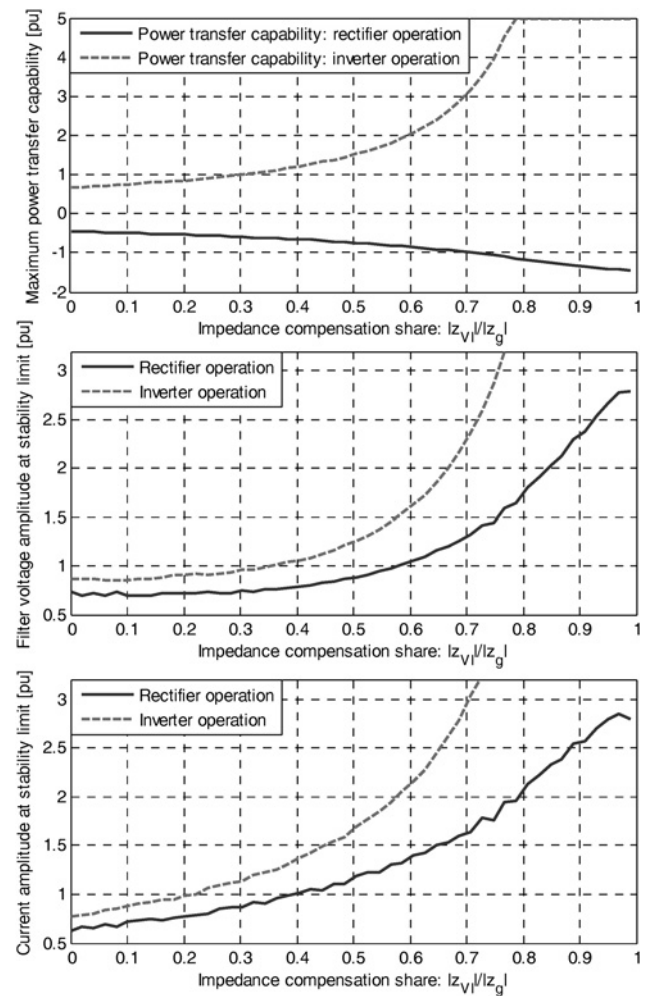 Maximum power transfer capability [pu]
5
4
3
2
1
0
-1
-2
Power transfer capability: rectifier operation
Power transfer capability: inverter operation
0 0.1 0.2 0.3 0.4 0.5 0.6 0.7 0.8 0.9 1
Impedance compensation share: |z_VI|/|z_g|
Filter voltage amplitude at stability limit [pu]
3
2.5
2
1.5
1
0.5
Rectifier operation
Inverter operation
0 0.1 0.2 0.3 0.4 0.5 0.6 0.7 0.8 0.9 1
Impedance compensation share: |z_VI|/|z_g|
Current amplitude at stability limit [pu]
3
2.5
2
1.5
1
0.5
Rectifier operation
Inverter operation
0 0.1 0.2 0.3 0.4 0.5 0.6 0.7 0.8 0.9 1
Impedance compensation share: |z_VI|/|z_g|